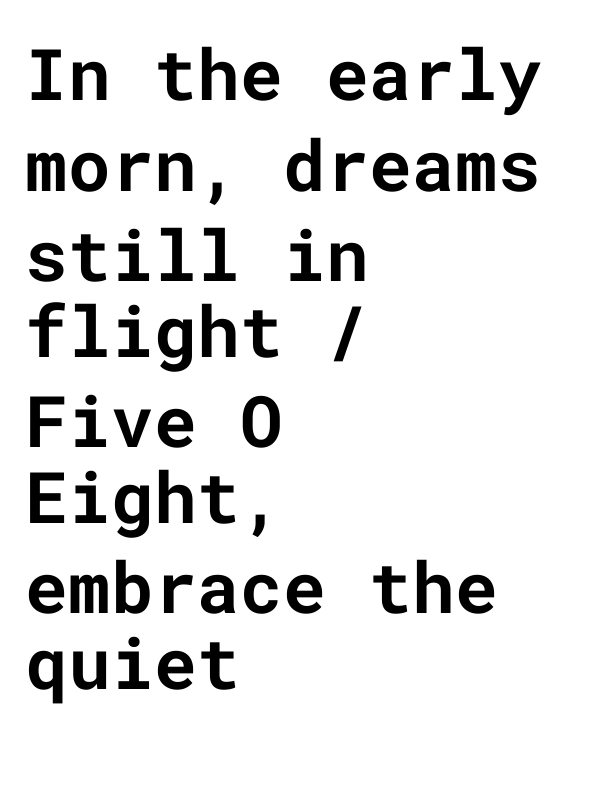 In the early
morn, dreams
still in
flight /
Five O
Eight,
embrace the
quiet